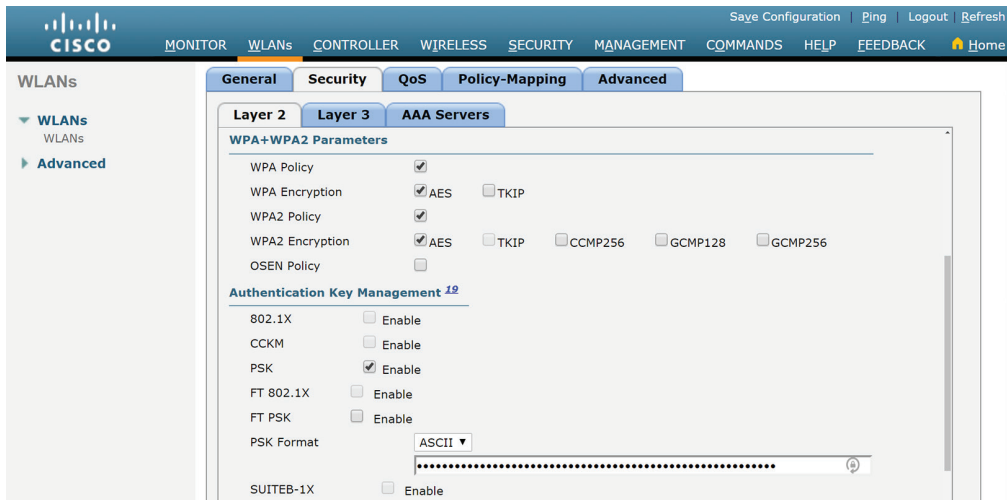 Save Configuration | Ping | Logout | Refresh
CISCO
MONITOR WLANs CONTROLLER WIRELESS SECURITY MANAGEMENT COMMANDS HELP FEEDBACK Home
WLANs
WLANs
WLANs
Advanced
General Security QoS Policy-Mapping Advanced
Layer 2 Layer 3 AAA Servers
WPA+WPA2 Parameters
WPA Policy
WPA Encryption AES TKIP
WPA2 Policy
WPA2 Encryption AES TKIP CCMP256 GCMP128 GCMP256
OSEN Policy
Authentication Key Management 19
802.1X Enable
CCKM Enable
PSK Enable
FT 802.1X Enable
FT PSK Enable
PSK Format ASCII
SUITEB-1X Enable